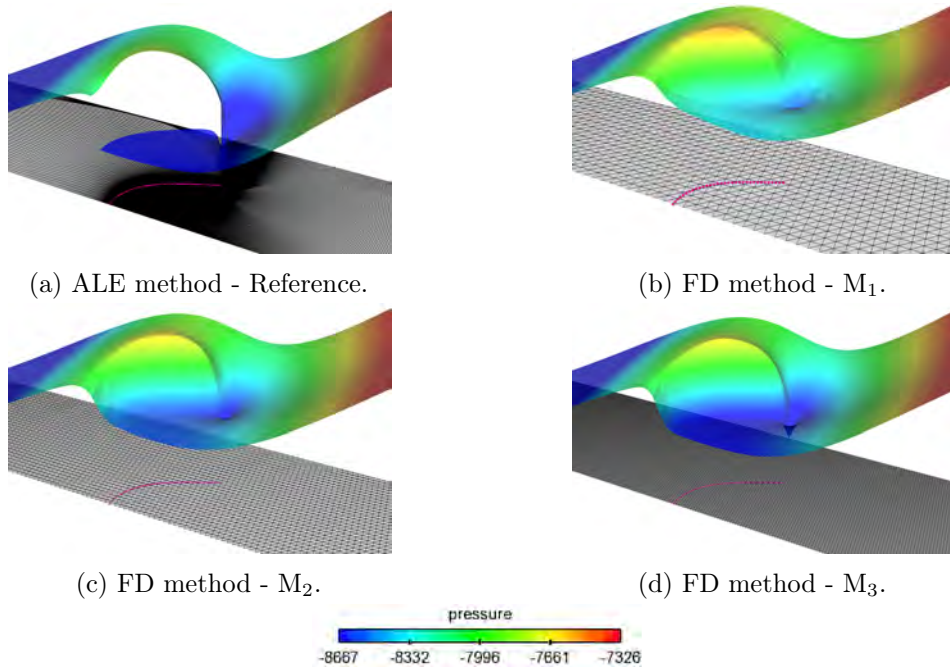 (a) ALE method - Reference.
(b) FD method - M₁.
(c) FD method - M₂.
(d) FD method - M₃.
pressure
-8667 -8332 -7996 -7661 -7326